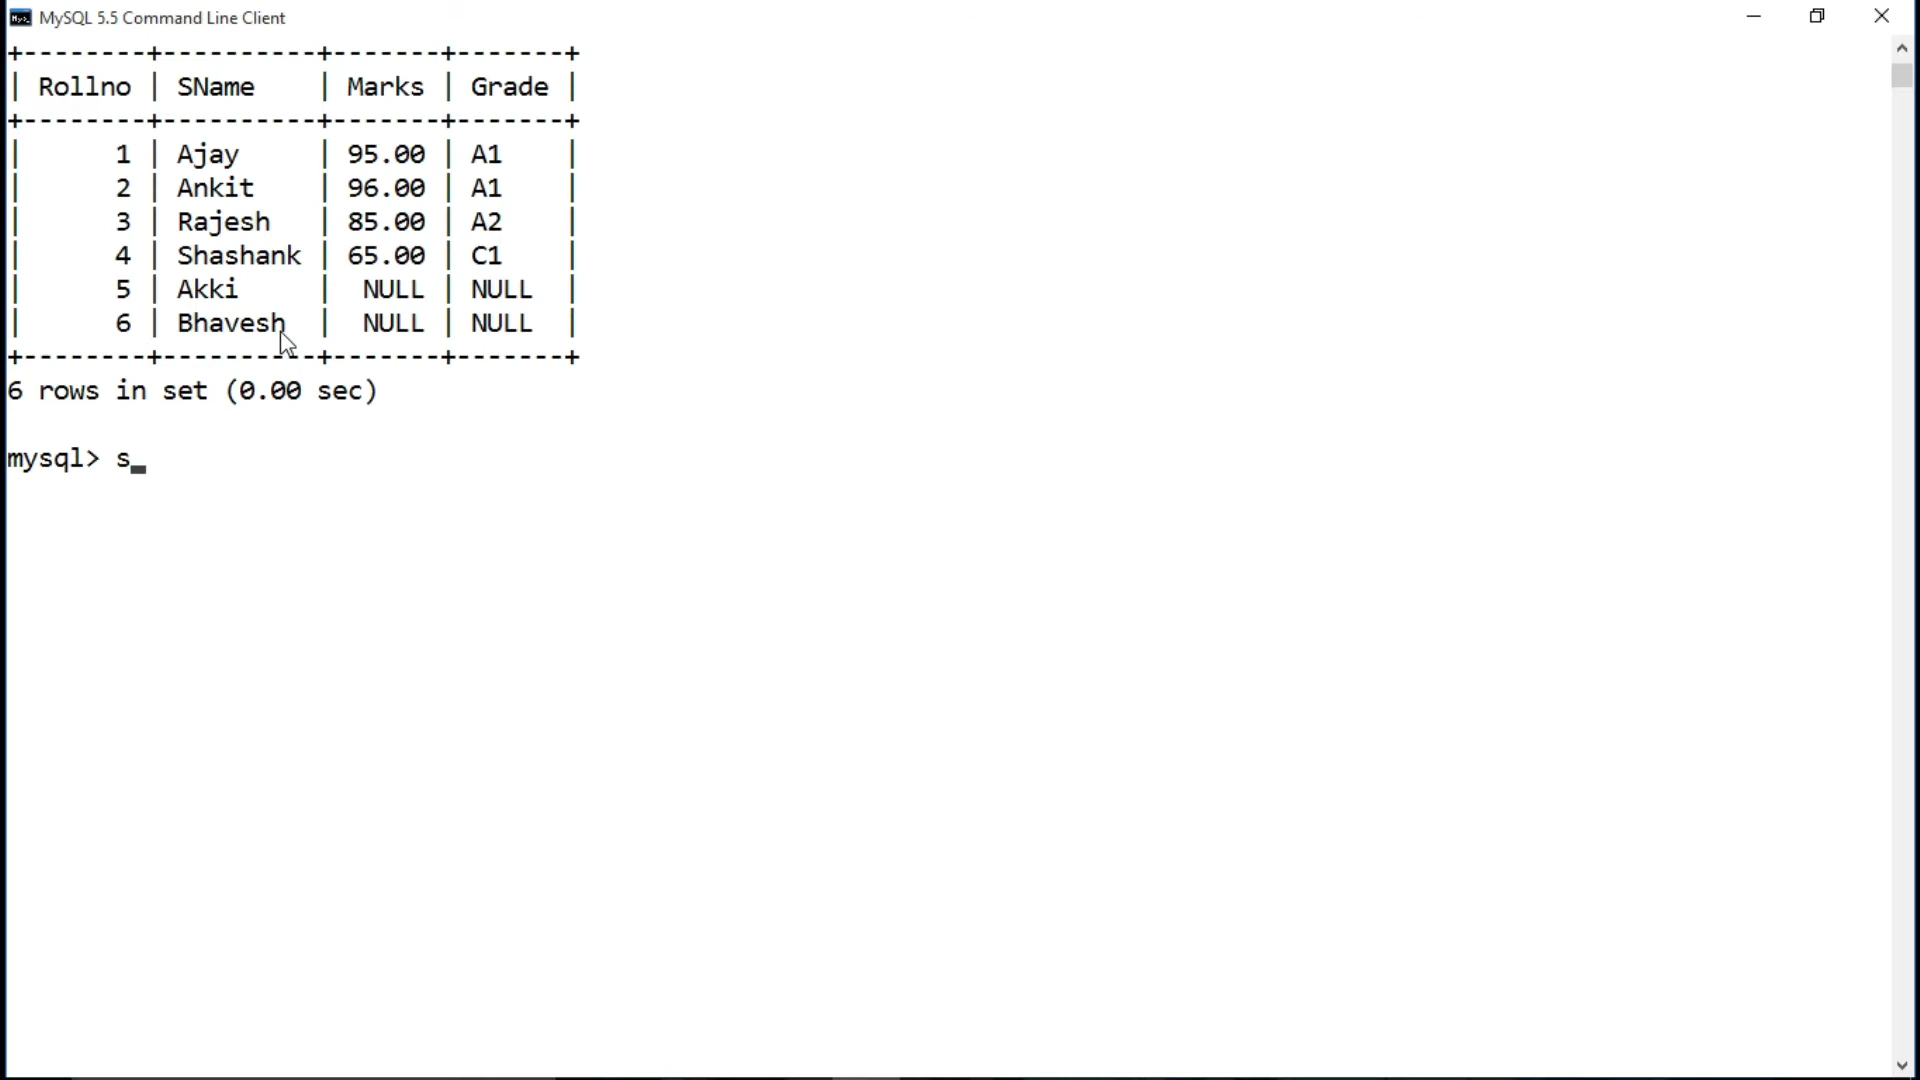 MySQL 5.5 Command Line Client
+--------+----------+-------+-------+
| Rollno | SName    | Marks | Grade |
+--------+----------+-------+-------+
|      1 | Ajay     | 95.00 | A1    |
|      2 | Ankit    | 96.00 | A1    |
|      3 | Rajesh   | 85.00 | A2    |
|      4 | Shashank | 65.00 | C1    |
|      5 | Akki     |  NULL | NULL  |
|      6 | Bhavesh  |  NULL | NULL  |
+--------+----------+-------+-------+
6 rows in set (0.00 sec)
mysql> s_